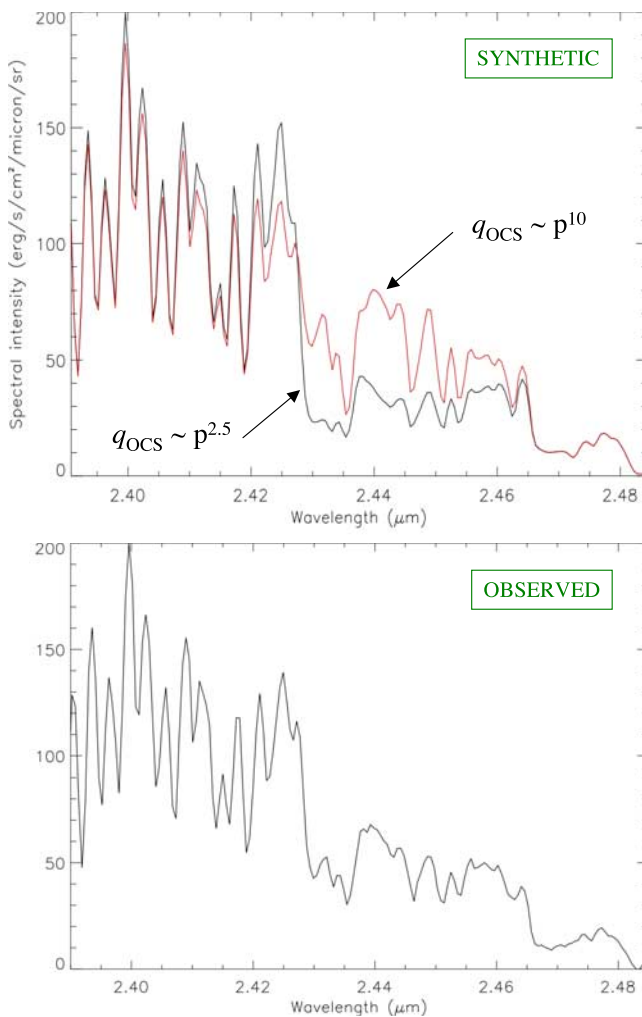 SYNTHETIC
Spectral intensity (erg/s/cm²/micron/sr)
200
150
100
50
0
q_OCS ~ p^10
q_OCS ~ p^2.5
2.40 2.42 2.44 2.46 2.48
Wavelength (μm)
OBSERVED
200
150
100
50
0
2.40 2.42 2.44 2.46 2.48
Wavelength (μm)